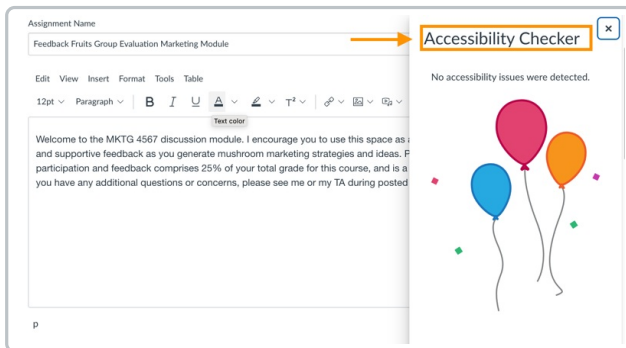 Assignment Name
Feedback Fruits Group Evaluation Marketing Module
Accessibility Checker
×
No accessibility issues were detected.
Edit View Insert Format Tools Table
12pt Paragraph B I U A T²
Text color
Welcome to the MKTG 4567 discussion module. I encourage you to use this space as
and supportive feedback as you generate mushroom marketing strategies and ideas.
participation and feedback comprises 25% of your total grade for this course, and is a
you have any additional questions or concerns, please see me or my TA during posted
p